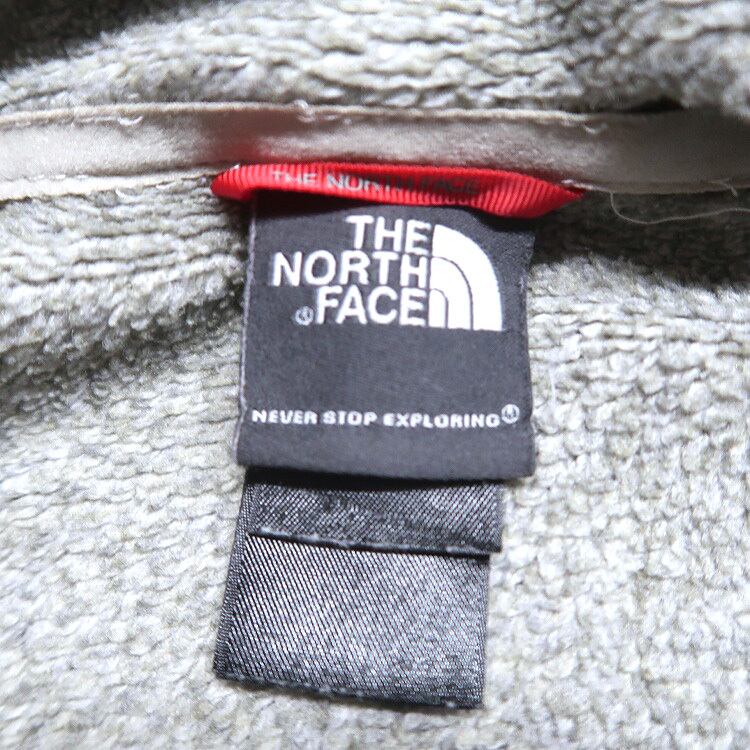 THE NORTH FACE
THE
NORTH
®FACE
NEVER STOP EXPLORING